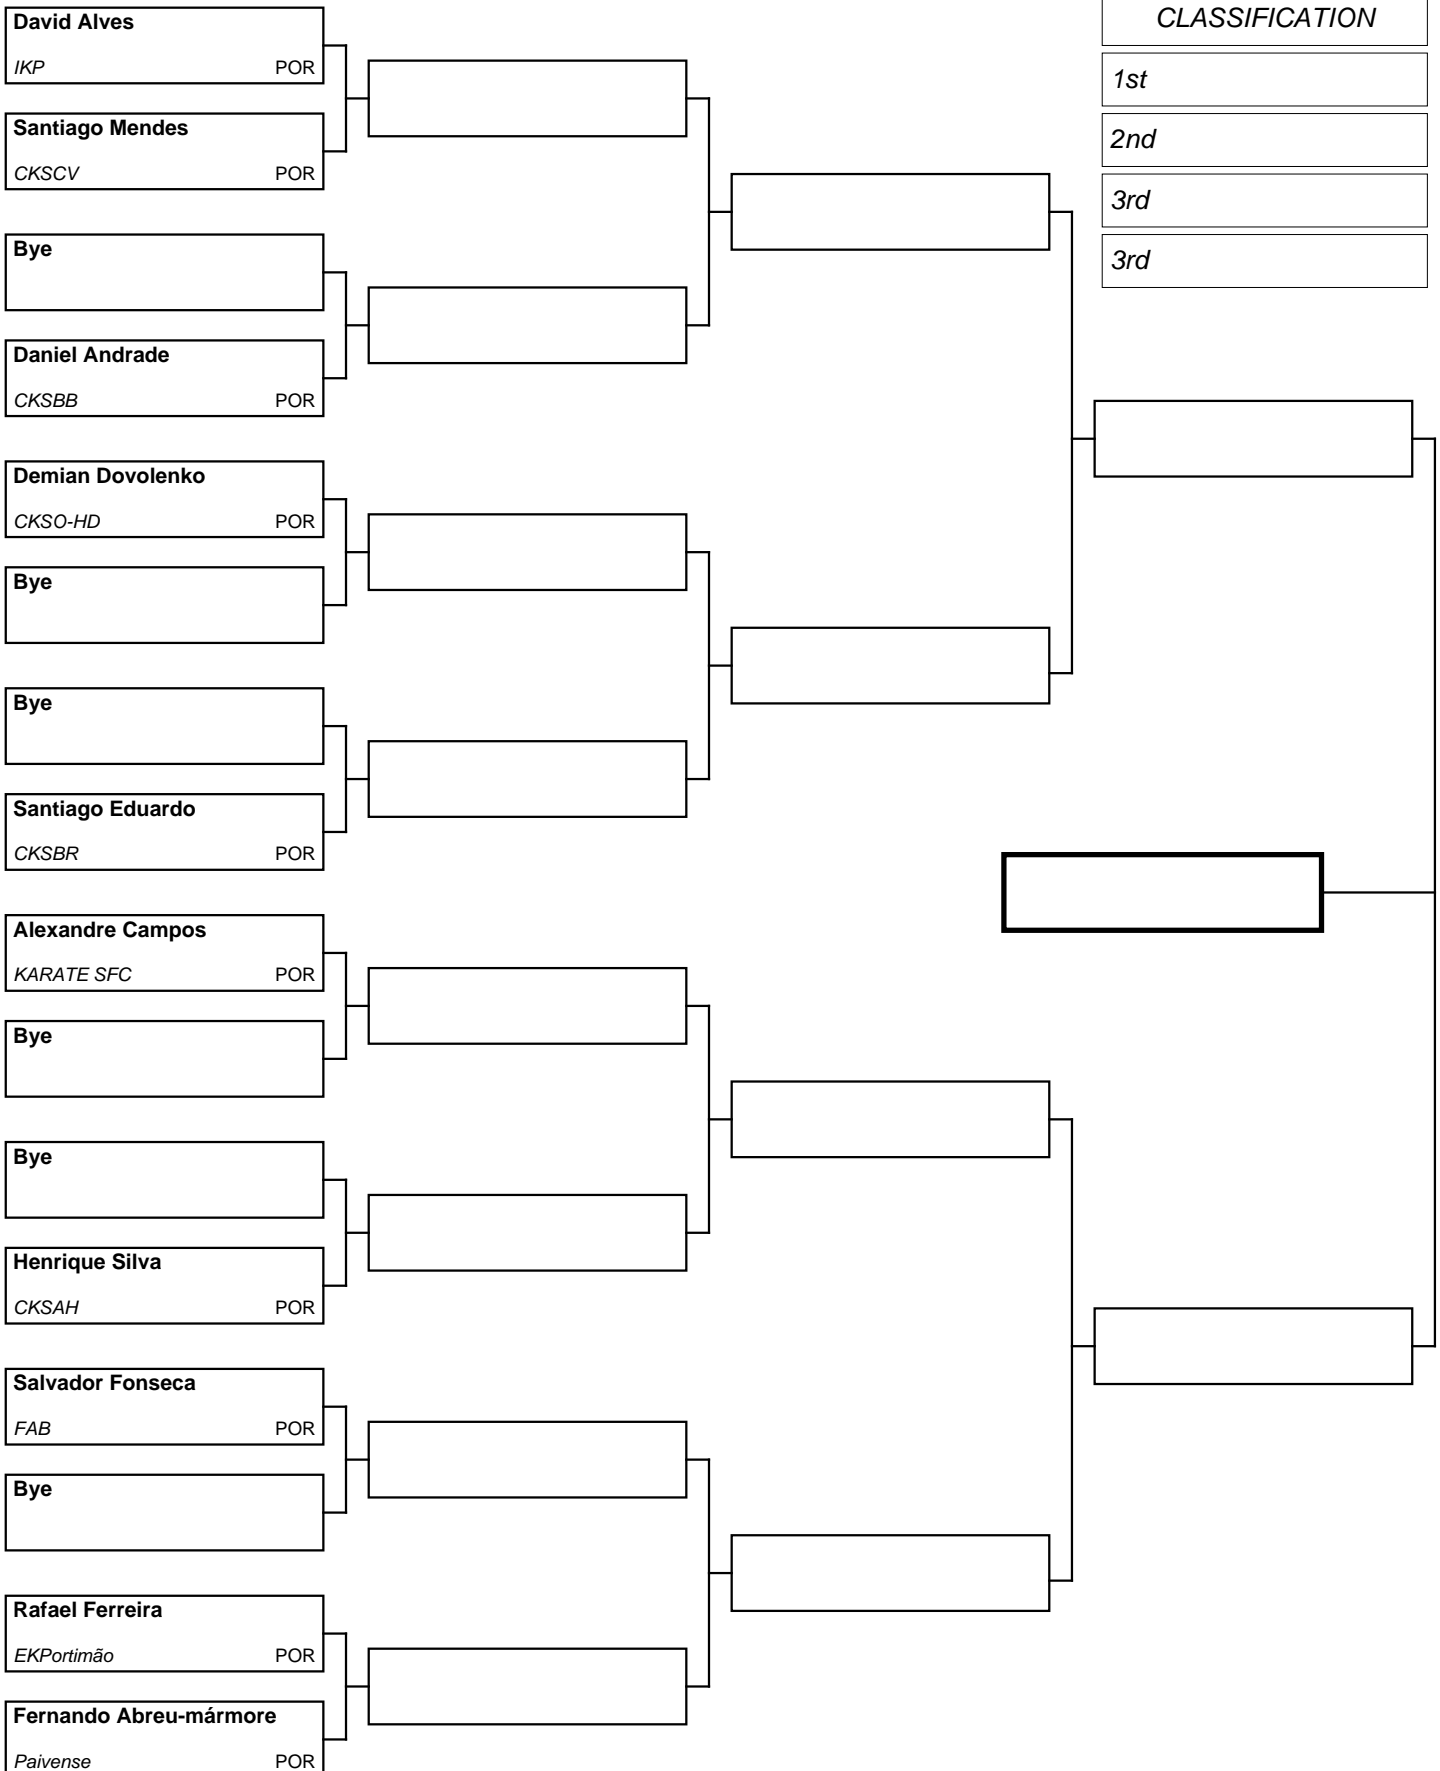 David Alves
IKP POR
Santiago Mendes
CKSCV POR
Bye
Daniel Andrade
CKSBB POR
Demian Dovolenko
CKSO-HD POR
Bye
Bye
Santiago Eduardo
CKSBR POR
Alexandre Campos
KARATE SFC POR
Bye
Bye
Henrique Silva
CKSAH POR
Salvador Fonseca
FAB POR
Bye
Rafael Ferreira
EKPortimão POR
Fernando Abreu-mármore
Paivense POR
CLASSIFICATION
1st
2nd
3rd
3rd